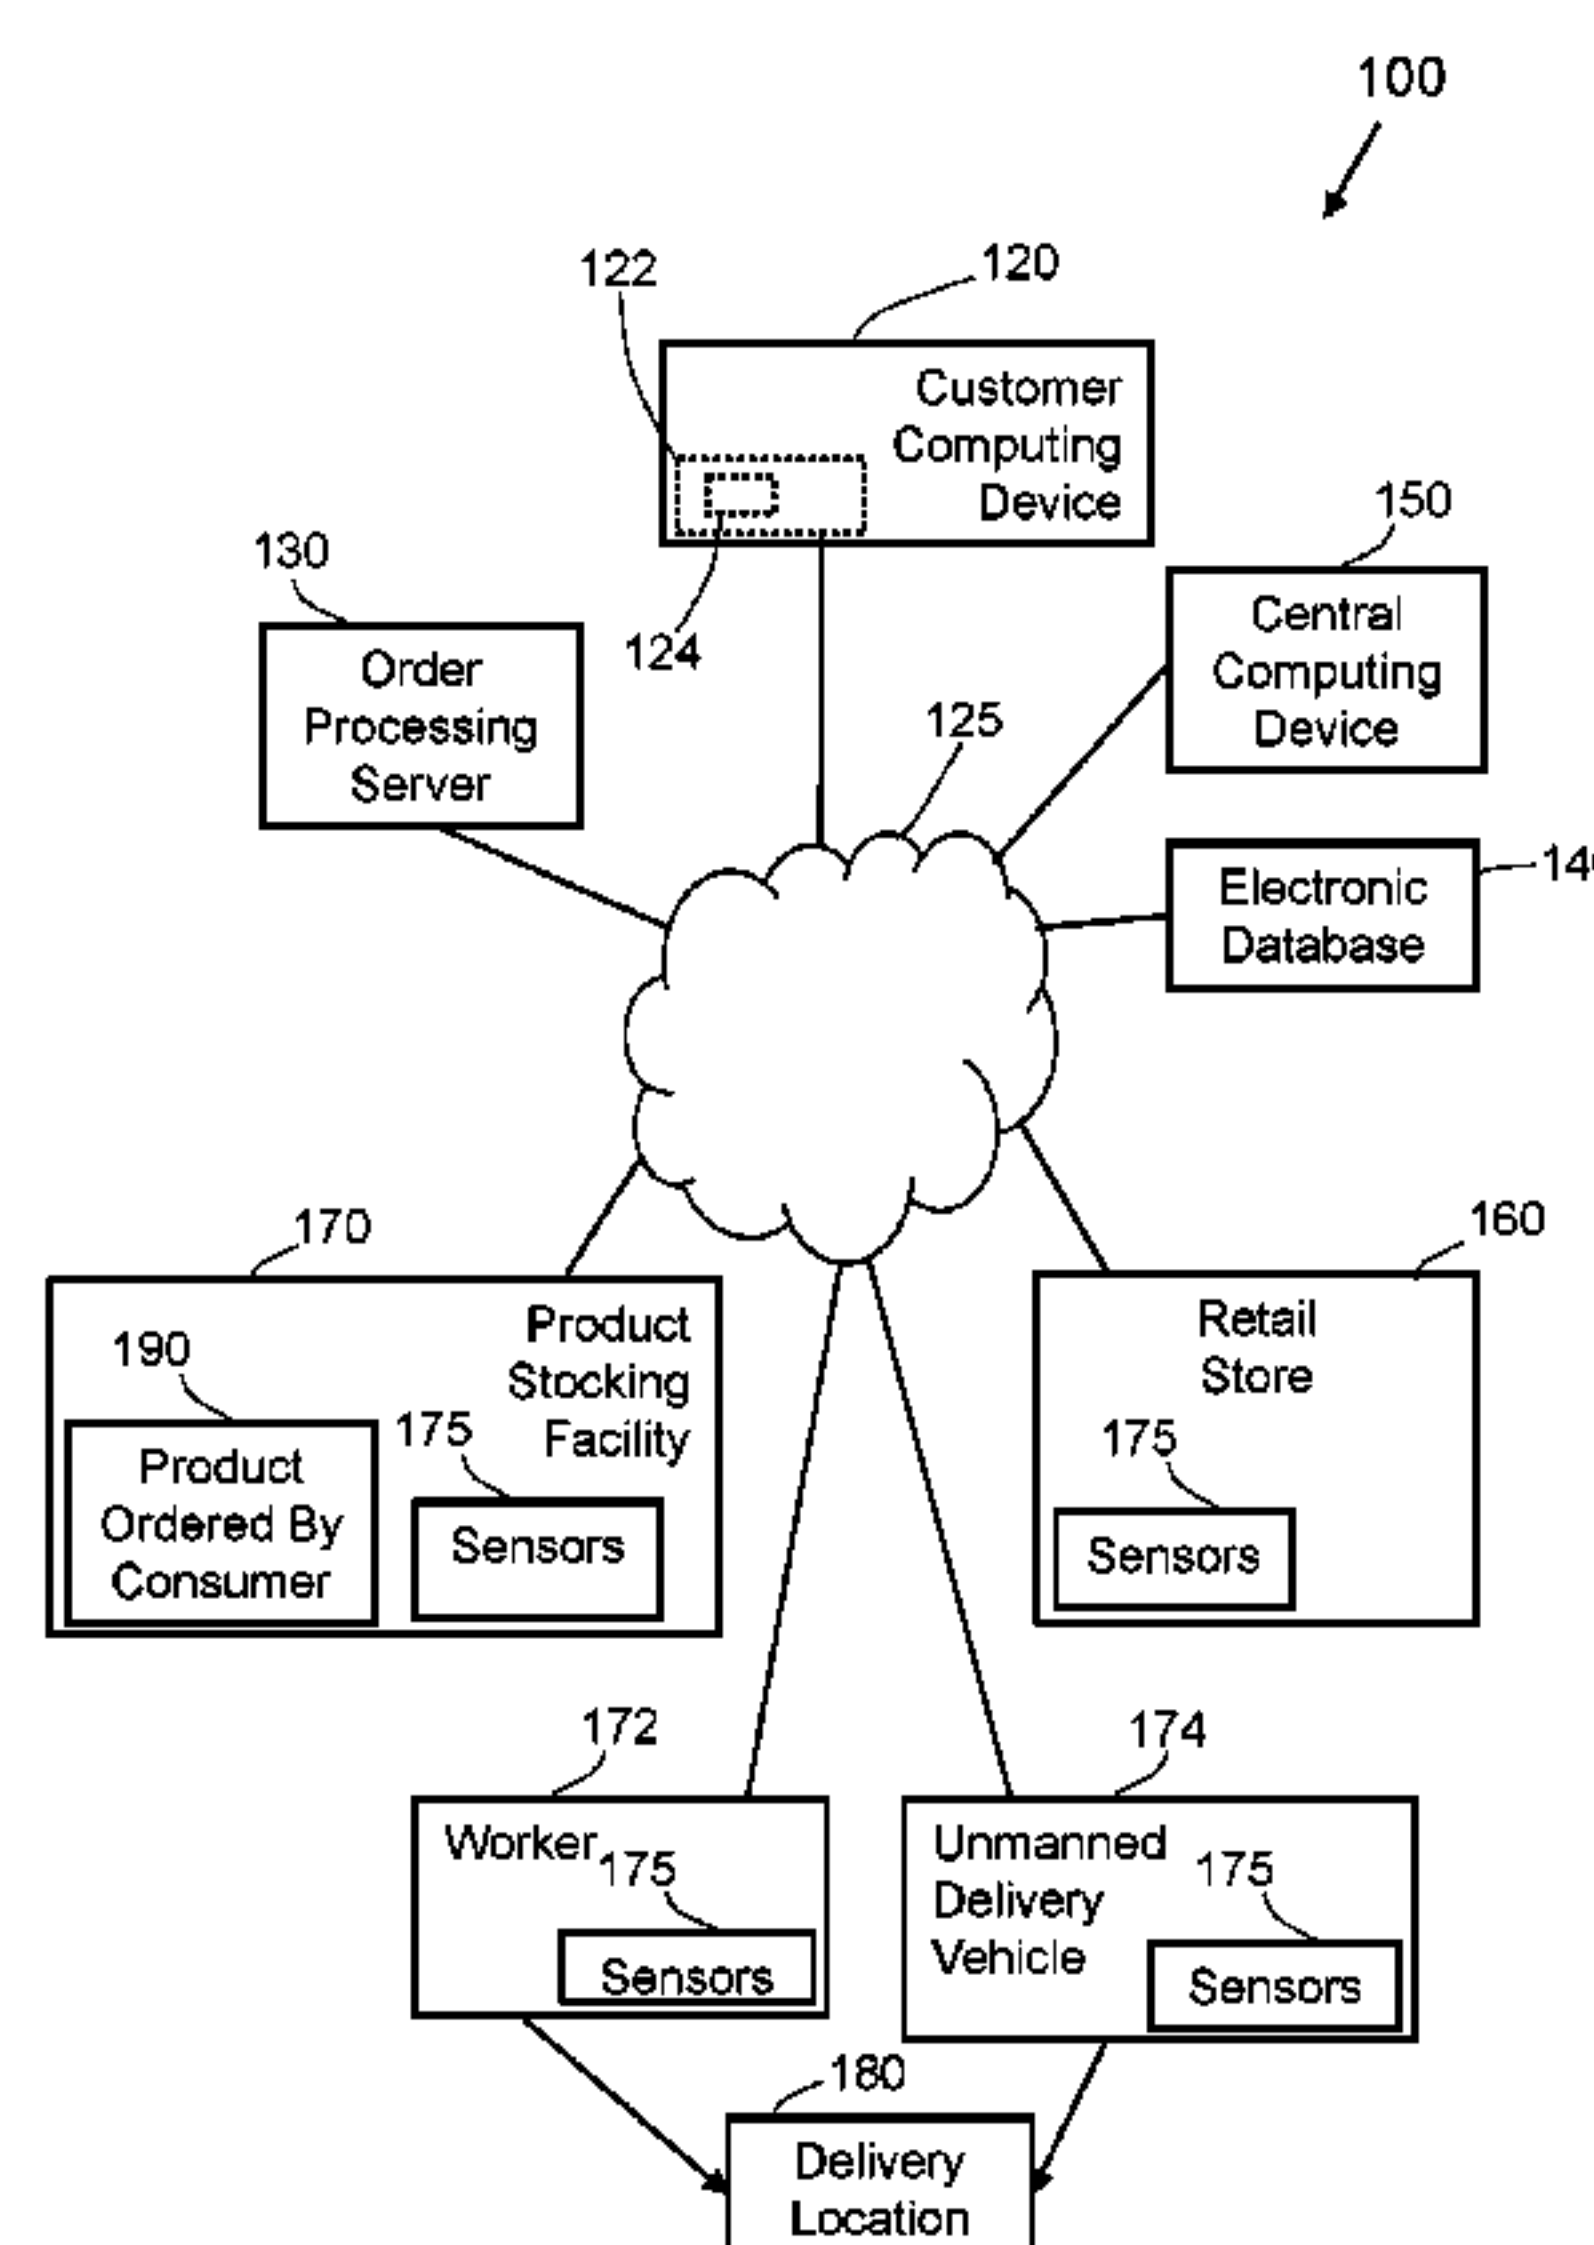 100
122
120
Customer
Computing
Device
124
130
Order
Processing
Server
150
Central
Computing
Device
125
Electronic
Database
170
Product
Stocking
Facility
190
Product
Ordered By
Consumer
175
Sensors
160
Retail
Store
175
Sensors
172
Worker
175
Sensors
174
Unmanned
Delivery
Vehicle
175
Sensors
180
Delivery
Location